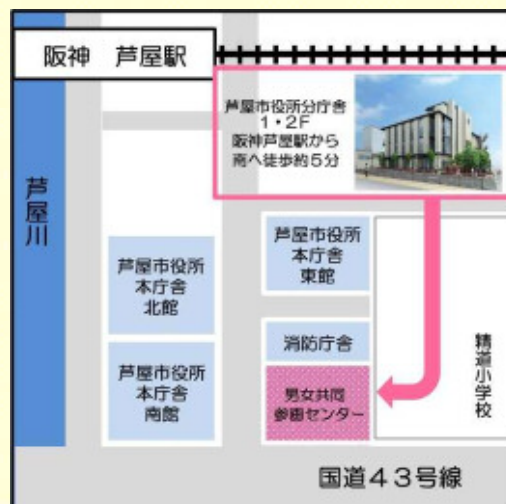 阪神　芦屋駅
芦屋市役所分庁舎
1・2F
阪神芦屋駅から
南へ徒歩約5分
芦屋川
芦屋市役所
本庁舎
北館
芦屋市役所
本庁舎
東館
消防庁舎
芦屋市役所
本庁舎
南館
男女共同
参画センター
精道小学校
国道43号線